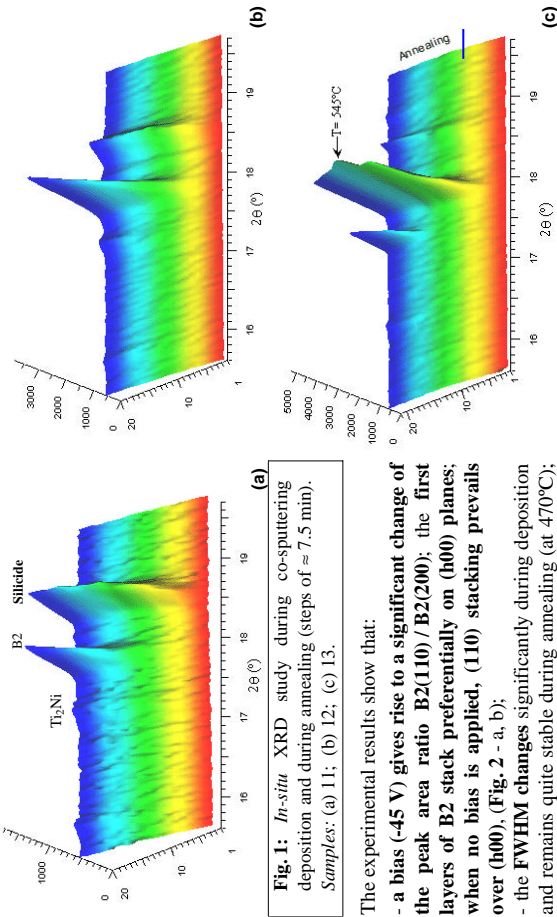 1000
0
20
10
1
Ti2Ni
B2
Silicide
16
17
18
19
2θ (°)
(a)
3000
2000
1000
0
20
10
1
16
17
18
19
2θ (°)
(b)
Fig. 1: In-situ XRD study during co-sputtering
deposition and during annealing (steps of ≈ 7.5 min).
Samples: (a) 11; (b) 12; (c) 13.
5000
4000
3000
2000
1000
0
20
10
1
T= 545ºC
Annealing
16
17
18
19
2θ (°)
(c)
The experimental results show that:
- a bias (-45 V) gives rise to a significant change of
the peak area ratio B2(110) / B2(200); the first
layers of B2 stack preferentially on (h00) planes;
when no bias is applied, (110) stacking prevails
over (h00), (Fig. 2 - a, b);
- the FWHM changes significantly during deposition
and remains quite stable during annealing (at 470ºC);